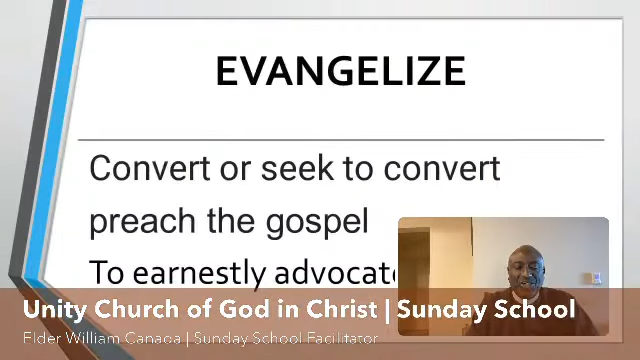 EVANGELIZE
Convert or seek to convert
preach the gospel
To earnestly advocate
Unity Church of God in Christ | Sunday School
Elder William Canada | Sunday School Facilitator